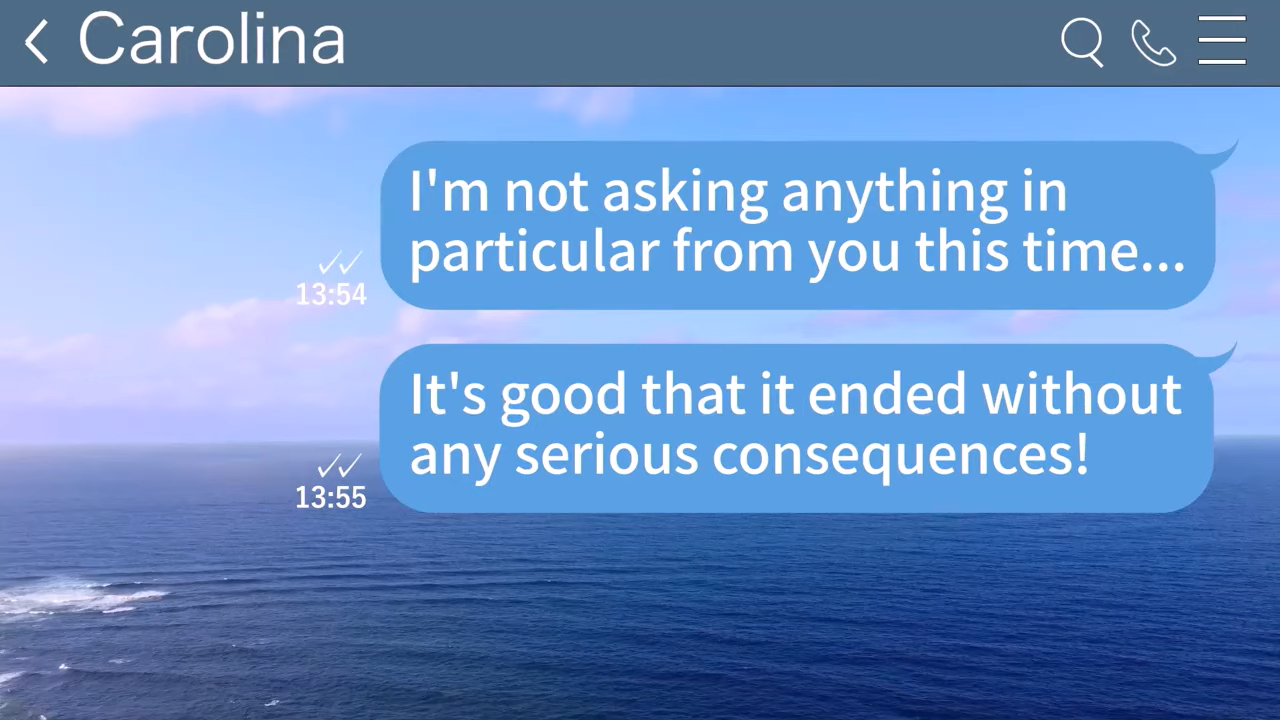 Carolina
I'm not asking anything in
particular from you this time...
13:54
It's good that it ended without
any serious consequences!
13:55